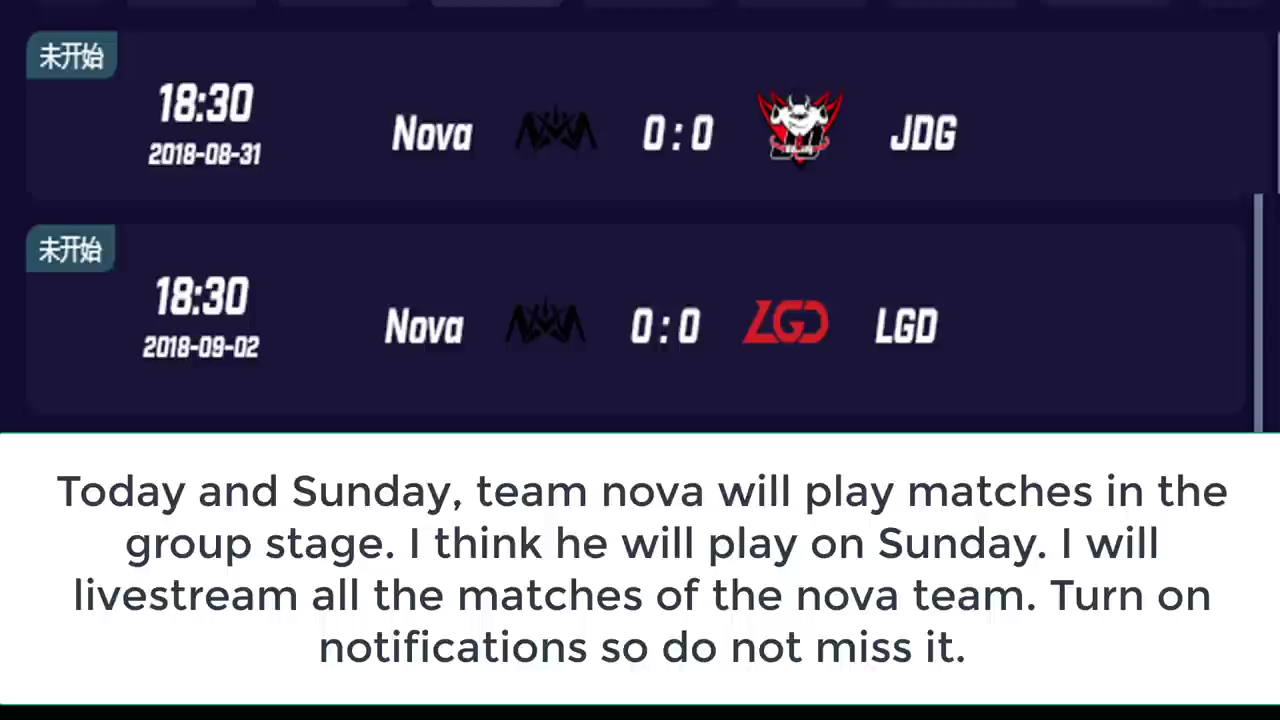 未开始
18:30
2018-08-31
Nova 0:0 JDG
未开始
18:30
2018-09-02
Nova 0:0 LGD LGD
Today and Sunday, team nova will play matches in the
group stage. I think he will play on Sunday. I will
livestream all the matches of the nova team. Turn on
notifications so do not miss it.